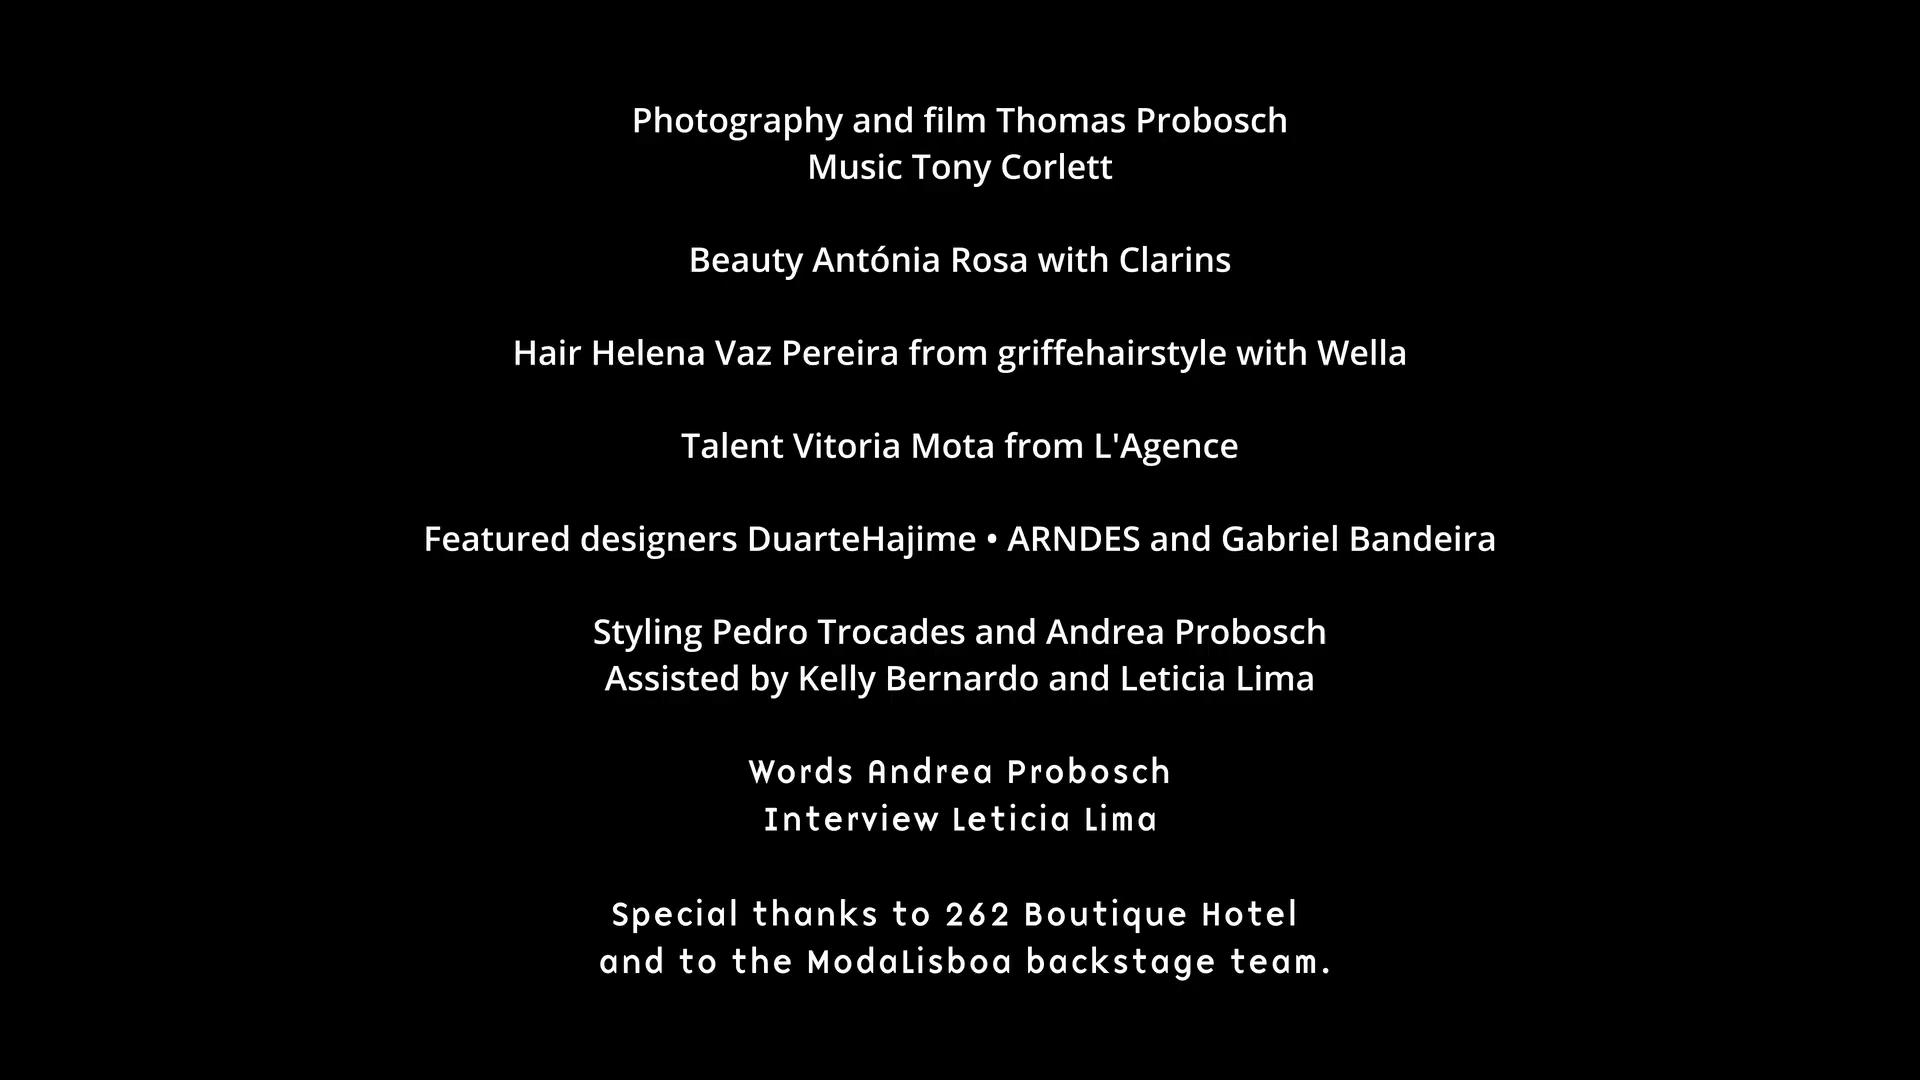 Photography and film Thomas Probosch
Music Tony Corlett
Beauty Antónia Rosa with Clarins
Hair Helena Vaz Pereira from griffehairstyle with Wella
Talent Vitoria Mota from L'Agence
Featured designers DuarteHajime • ARNDES and Gabriel Bandeira
Styling Pedro Trocades and Andrea Probosch
Assisted by Kelly Bernardo and Leticia Lima
Words Andrea Probosch
Interview Leticia Lima
Special thanks to 262 Boutique Hotel
and to the ModaLisboa backstage team.